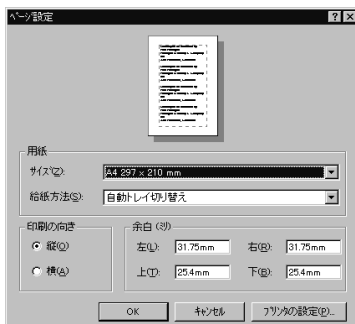 ﾍﾟｰｼﾞ設定
用紙
ｻｲｽﾞ(Z):
A4 297 x 210 mm
給紙方法(S):
自動トレイ切り替え
印刷の向き
縦(O)
横(A)
余白 (ﾐﾘ)
左(L):
31.75mm
右(R):
31.75mm
上(T):
25.4mm
下(B):
25.4mm
OK
ｷｬﾝｾﾙ
ﾌﾟﾘﾝﾀの設定(P)...